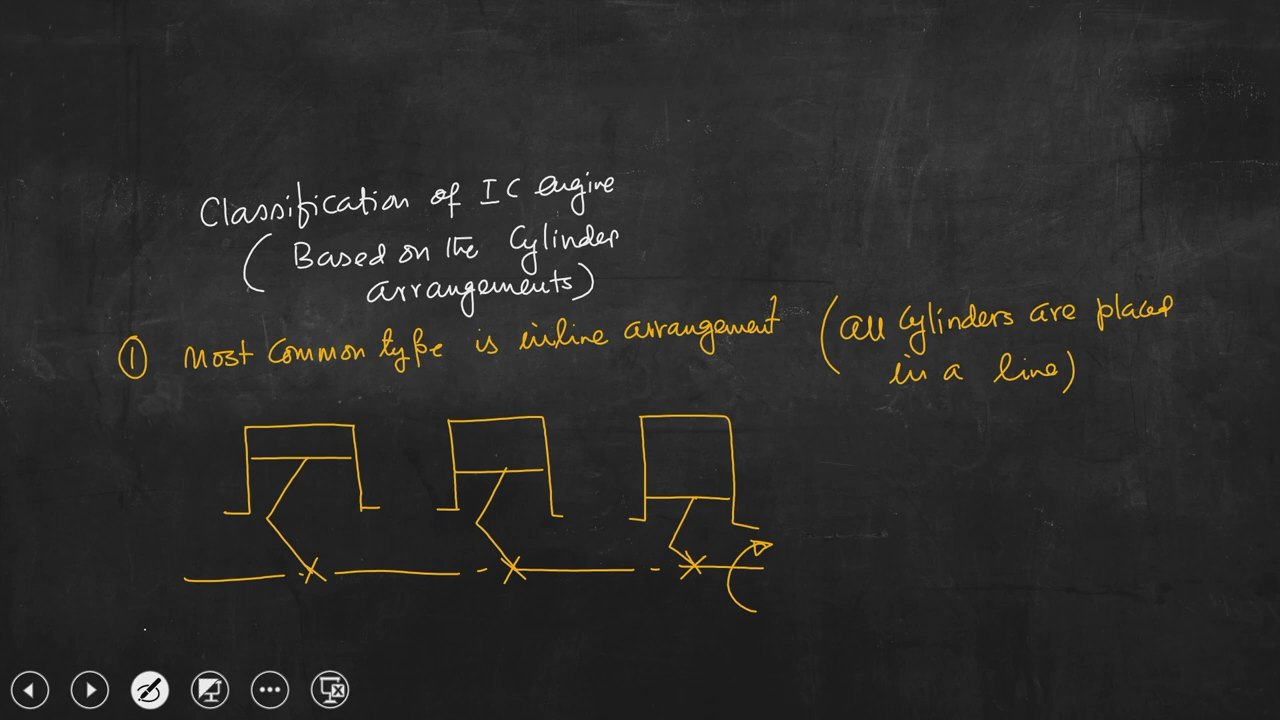 Classification of IC engine
( Based on the Cylinder
arrangements)
① Most Common type is inline arrangement (all Cylinders are placed
in a line)